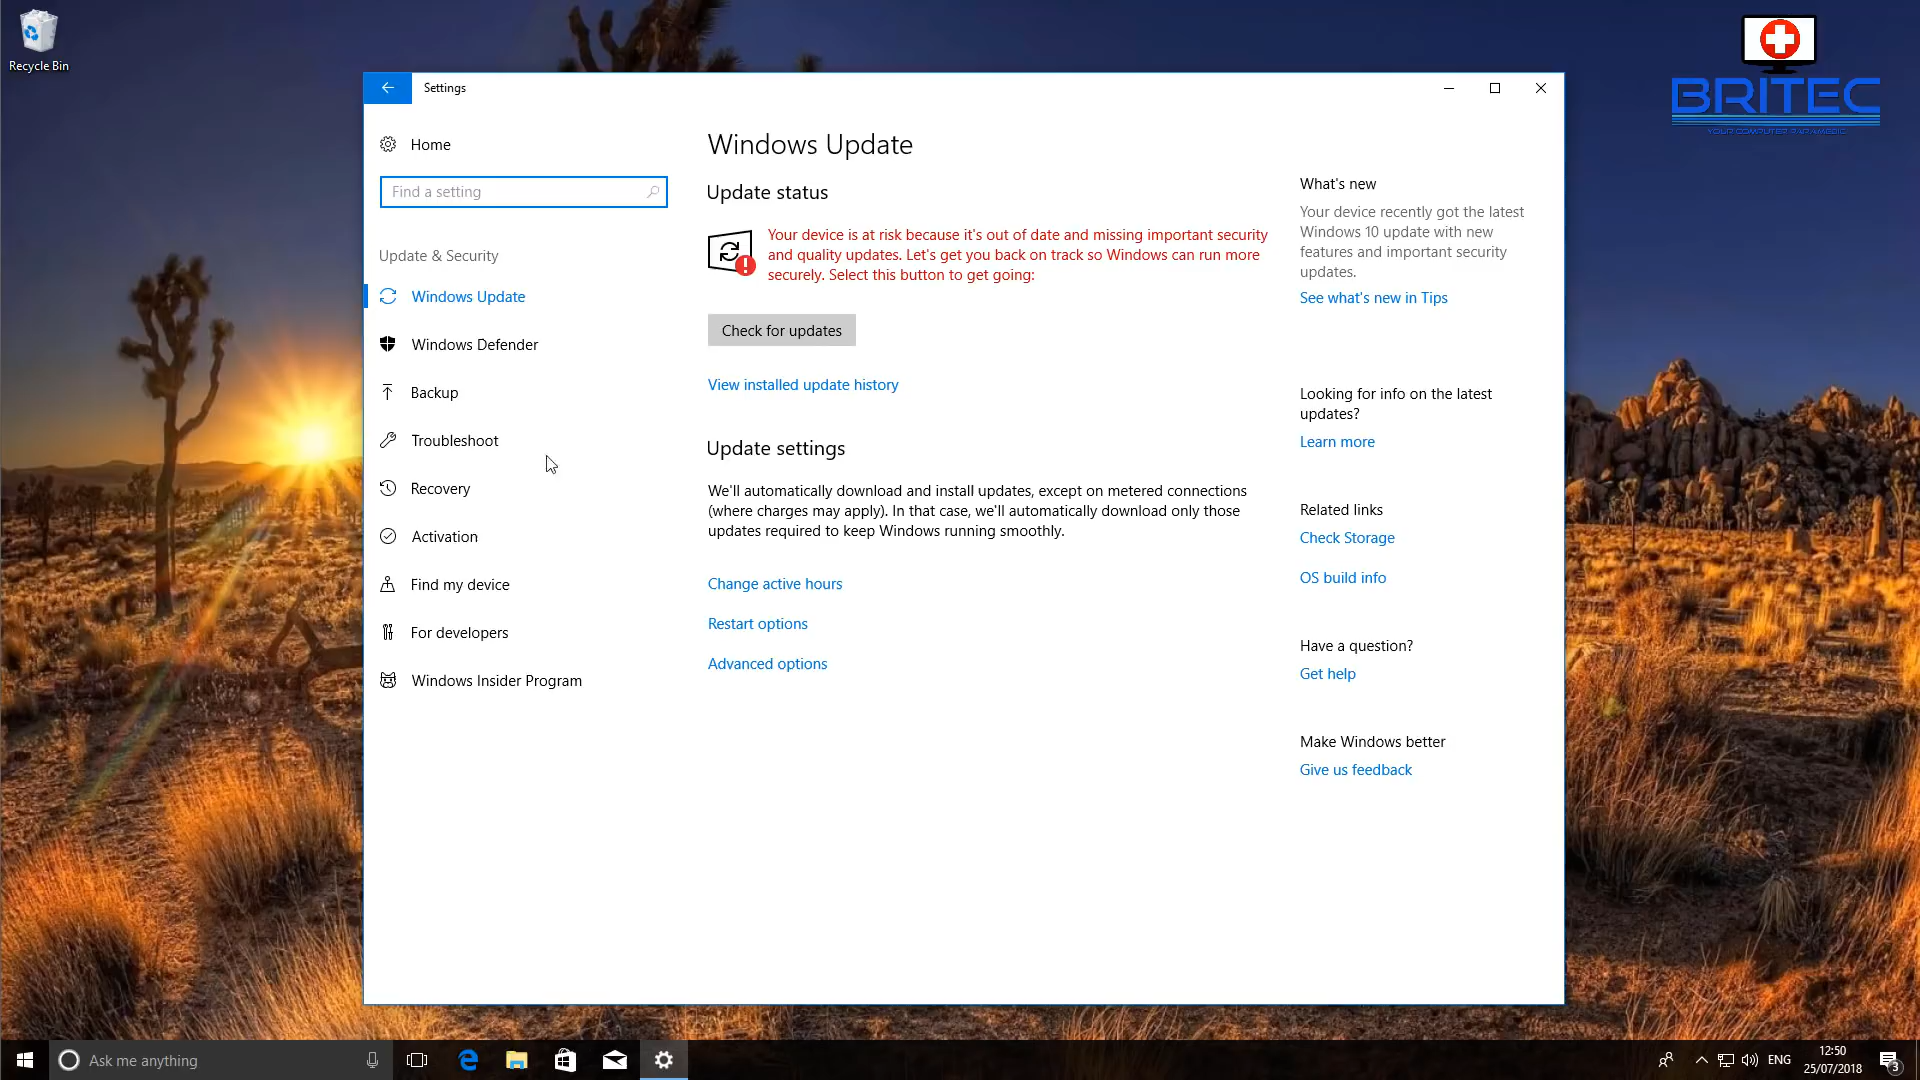 Recycle Bin
BRITEC
YOUR COMPUTER PARAMEDIC
Settings
Home
Find a setting
Update & Security
Windows Update
Windows Defender
Backup
Troubleshoot
Recovery
Activation
Find my device
For developers
Windows Insider Program
Windows Update
Update status
Your device is at risk because it's out of date and missing important security
and quality updates. Let's get you back on track so Windows can run more
securely. Select this button to get going:
Check for updates
View installed update history
Update settings
We'll automatically download and install updates, except on metered connections
(where charges may apply). In that case, we'll automatically download only those
updates required to keep Windows running smoothly.
Change active hours
Restart options
Advanced options
What's new
Your device recently got the latest
Windows 10 update with new
features and important security
updates.
See what's new in Tips
Looking for info on the latest
updates?
Learn more
Related links
Check Storage
OS build info
Have a question?
Get help
Make Windows better
Give us feedback
Ask me anything
ENG
12:50
25/07/2018
3